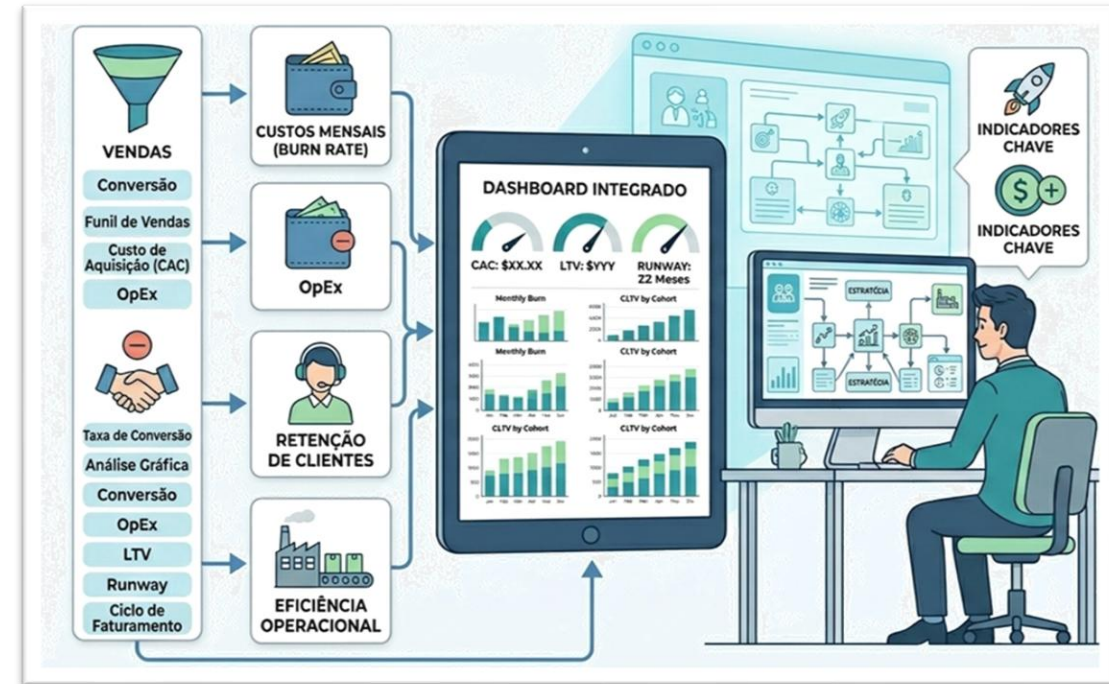 VENDAS
Conversão
Funil de Vendas
Custo de
Aquisição (CAC)
OpEx
Taxa de Conversão
Análise Gráfica
Conversão
OpEx
LTV
Runway
Ciclo de
Faturamento
CUSTOS MENSAIS
(BURN RATE)
OpEx
RETENÇÃO
DE CLIENTES
EFICIÊNCIA
OPERACIONAL
DASHBOARD INTEGRADO
CAC: $XX.XX
LTV: $YYY
RUNWAY:
22 Meses
Monthly Burn
CLTV by Cohort
Monthly Burn
CLTV by Cohort
CLTV by Cohort
CLTV by Cohort
INDICADORES
CHAVE
$
INDICADORES
CHAVE
ESTRATÉCIA
ESTRATÉCIA